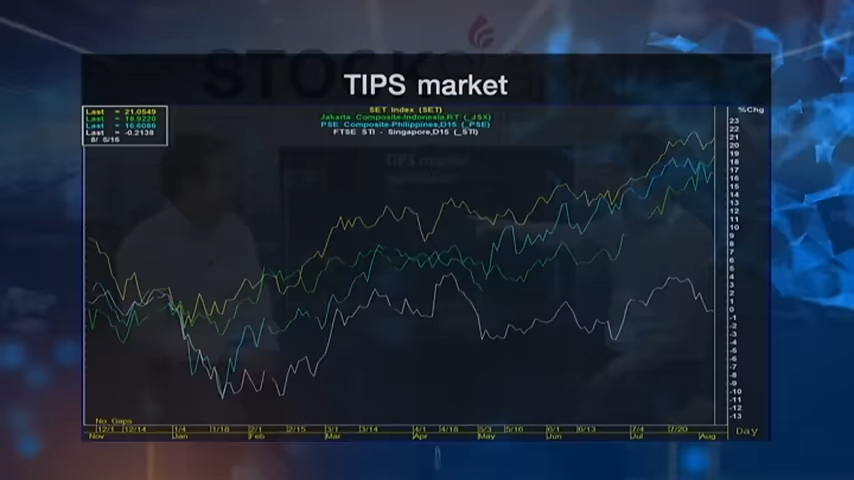 STOCK
TIPS market
Last = 21.0549
Last = 18.9220
Last = 16.6086
Last = -0.2138
8/ 5/16
SET Index (SET)
Jakarta Composite-Indonesia,RT (_JSX)
PSE Composite-Philippines,D15 (_PSE)
FTSE STI - Singapore,D15 (_STI)
%Chg
23
22
21
20
19
18
17
16
15
14
13
12
11
10
9
8
7
6
5
4
3
2
1
0
-1
-2
-3
-4
-5
-6
-7
-8
-9
-10
-11
-12
-13
No Gaps
12/1 12/14 1/4 1/18 2/1 2/15 3/1 3/14 4/1 4/18 5/3 5/16 6/1 6/13 7/4 7/20
Nov Jan Feb Mar Apr May Jun Jul Aug
Day